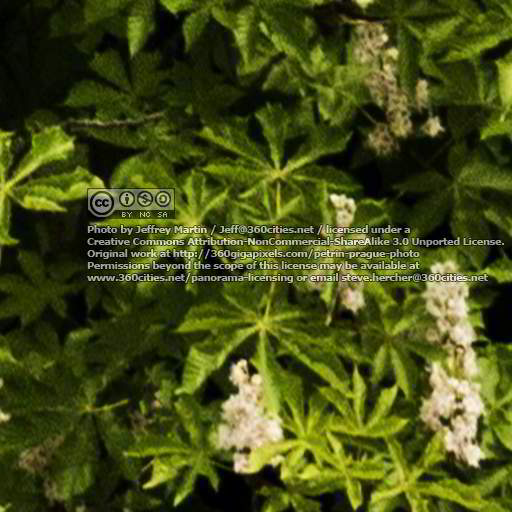 cc BY NC SA
Photo by Jeffrey Martin / Jeff@360cities.net / licensed under a
Creative Commons Attribution-NonCommercial-ShareAlike 3.0 Unported License.
Original work at http://360gigapixels.com/petrin-prague-photo
Permissions beyond the scope of this license may be available at
www.360cities.net/panorama-licensing or email steve.hercher@360cities.net